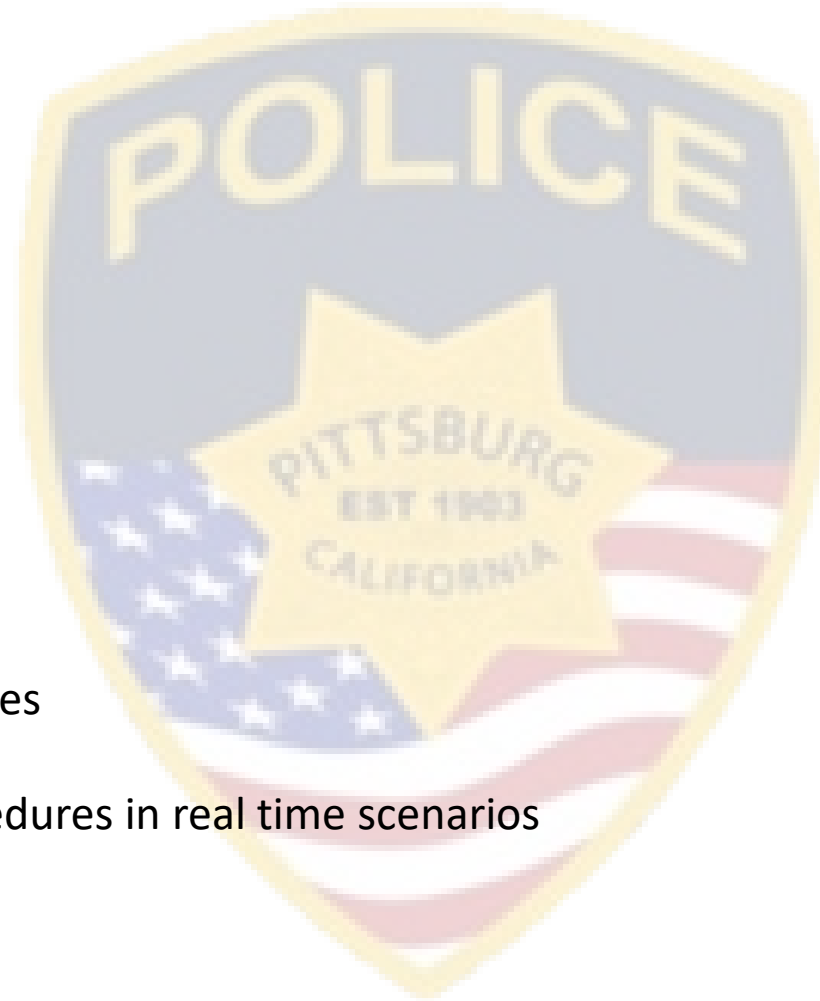 POLICE
PITTSBURG
EST 1903
CALIFORNIA
es
edures in real time scenarios